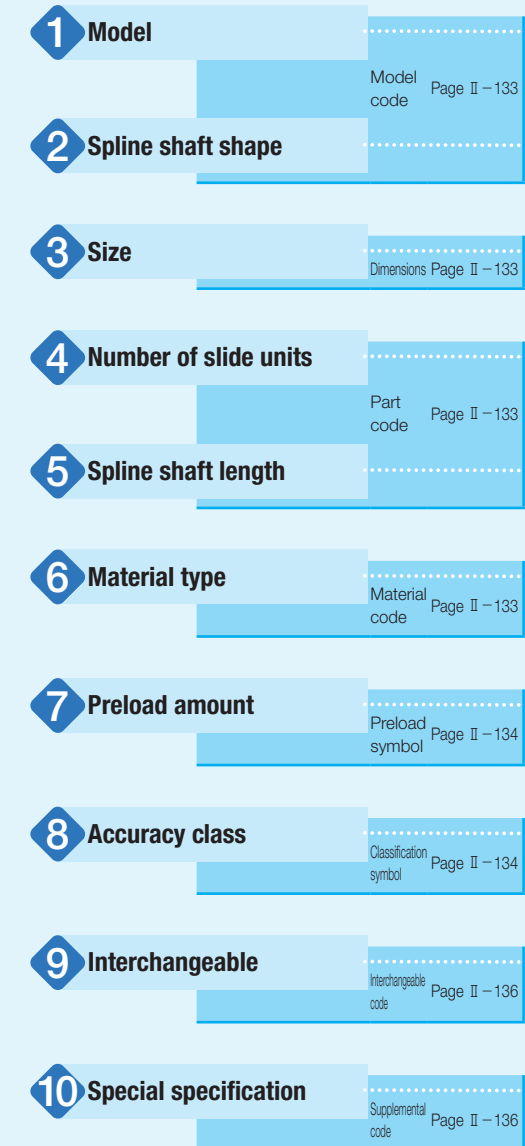 1 Model
Model
code
Page Ⅱ−133
2 Spline shaft shape
3 Size
Dimensions Page Ⅱ−133
4 Number of slide units
Part
code
Page Ⅱ−133
5 Spline shaft length
6 Material type
Material
code
Page Ⅱ−133
7 Preload amount
Preload
symbol
Page Ⅱ−134
8 Accuracy class
Classification
symbol
Page Ⅱ−134
9 Interchangeable
Interchangeable
code
Page Ⅱ−136
10 Special specification
Supplemental
code
Page Ⅱ−136